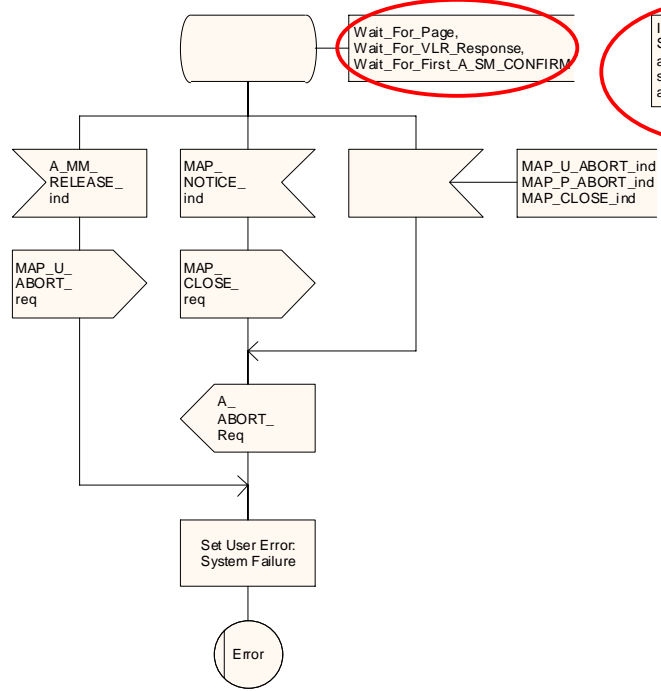 Wait_For_Page,
Wait_For_VLR_Response,
Wait_For_First_A_SM_CONFIRM
A_MM_
RELEASE_
ind
MAP_
NOTICE_
ind
MAP_U_ABORT_ind
MAP_P_ABORT_ind
MAP_CLOSE_ind
MAP_U_
ABORT_
req
MAP_
CLOSE_
req
A_
ABORT_
Req
Set User Error:
System Failure
Error